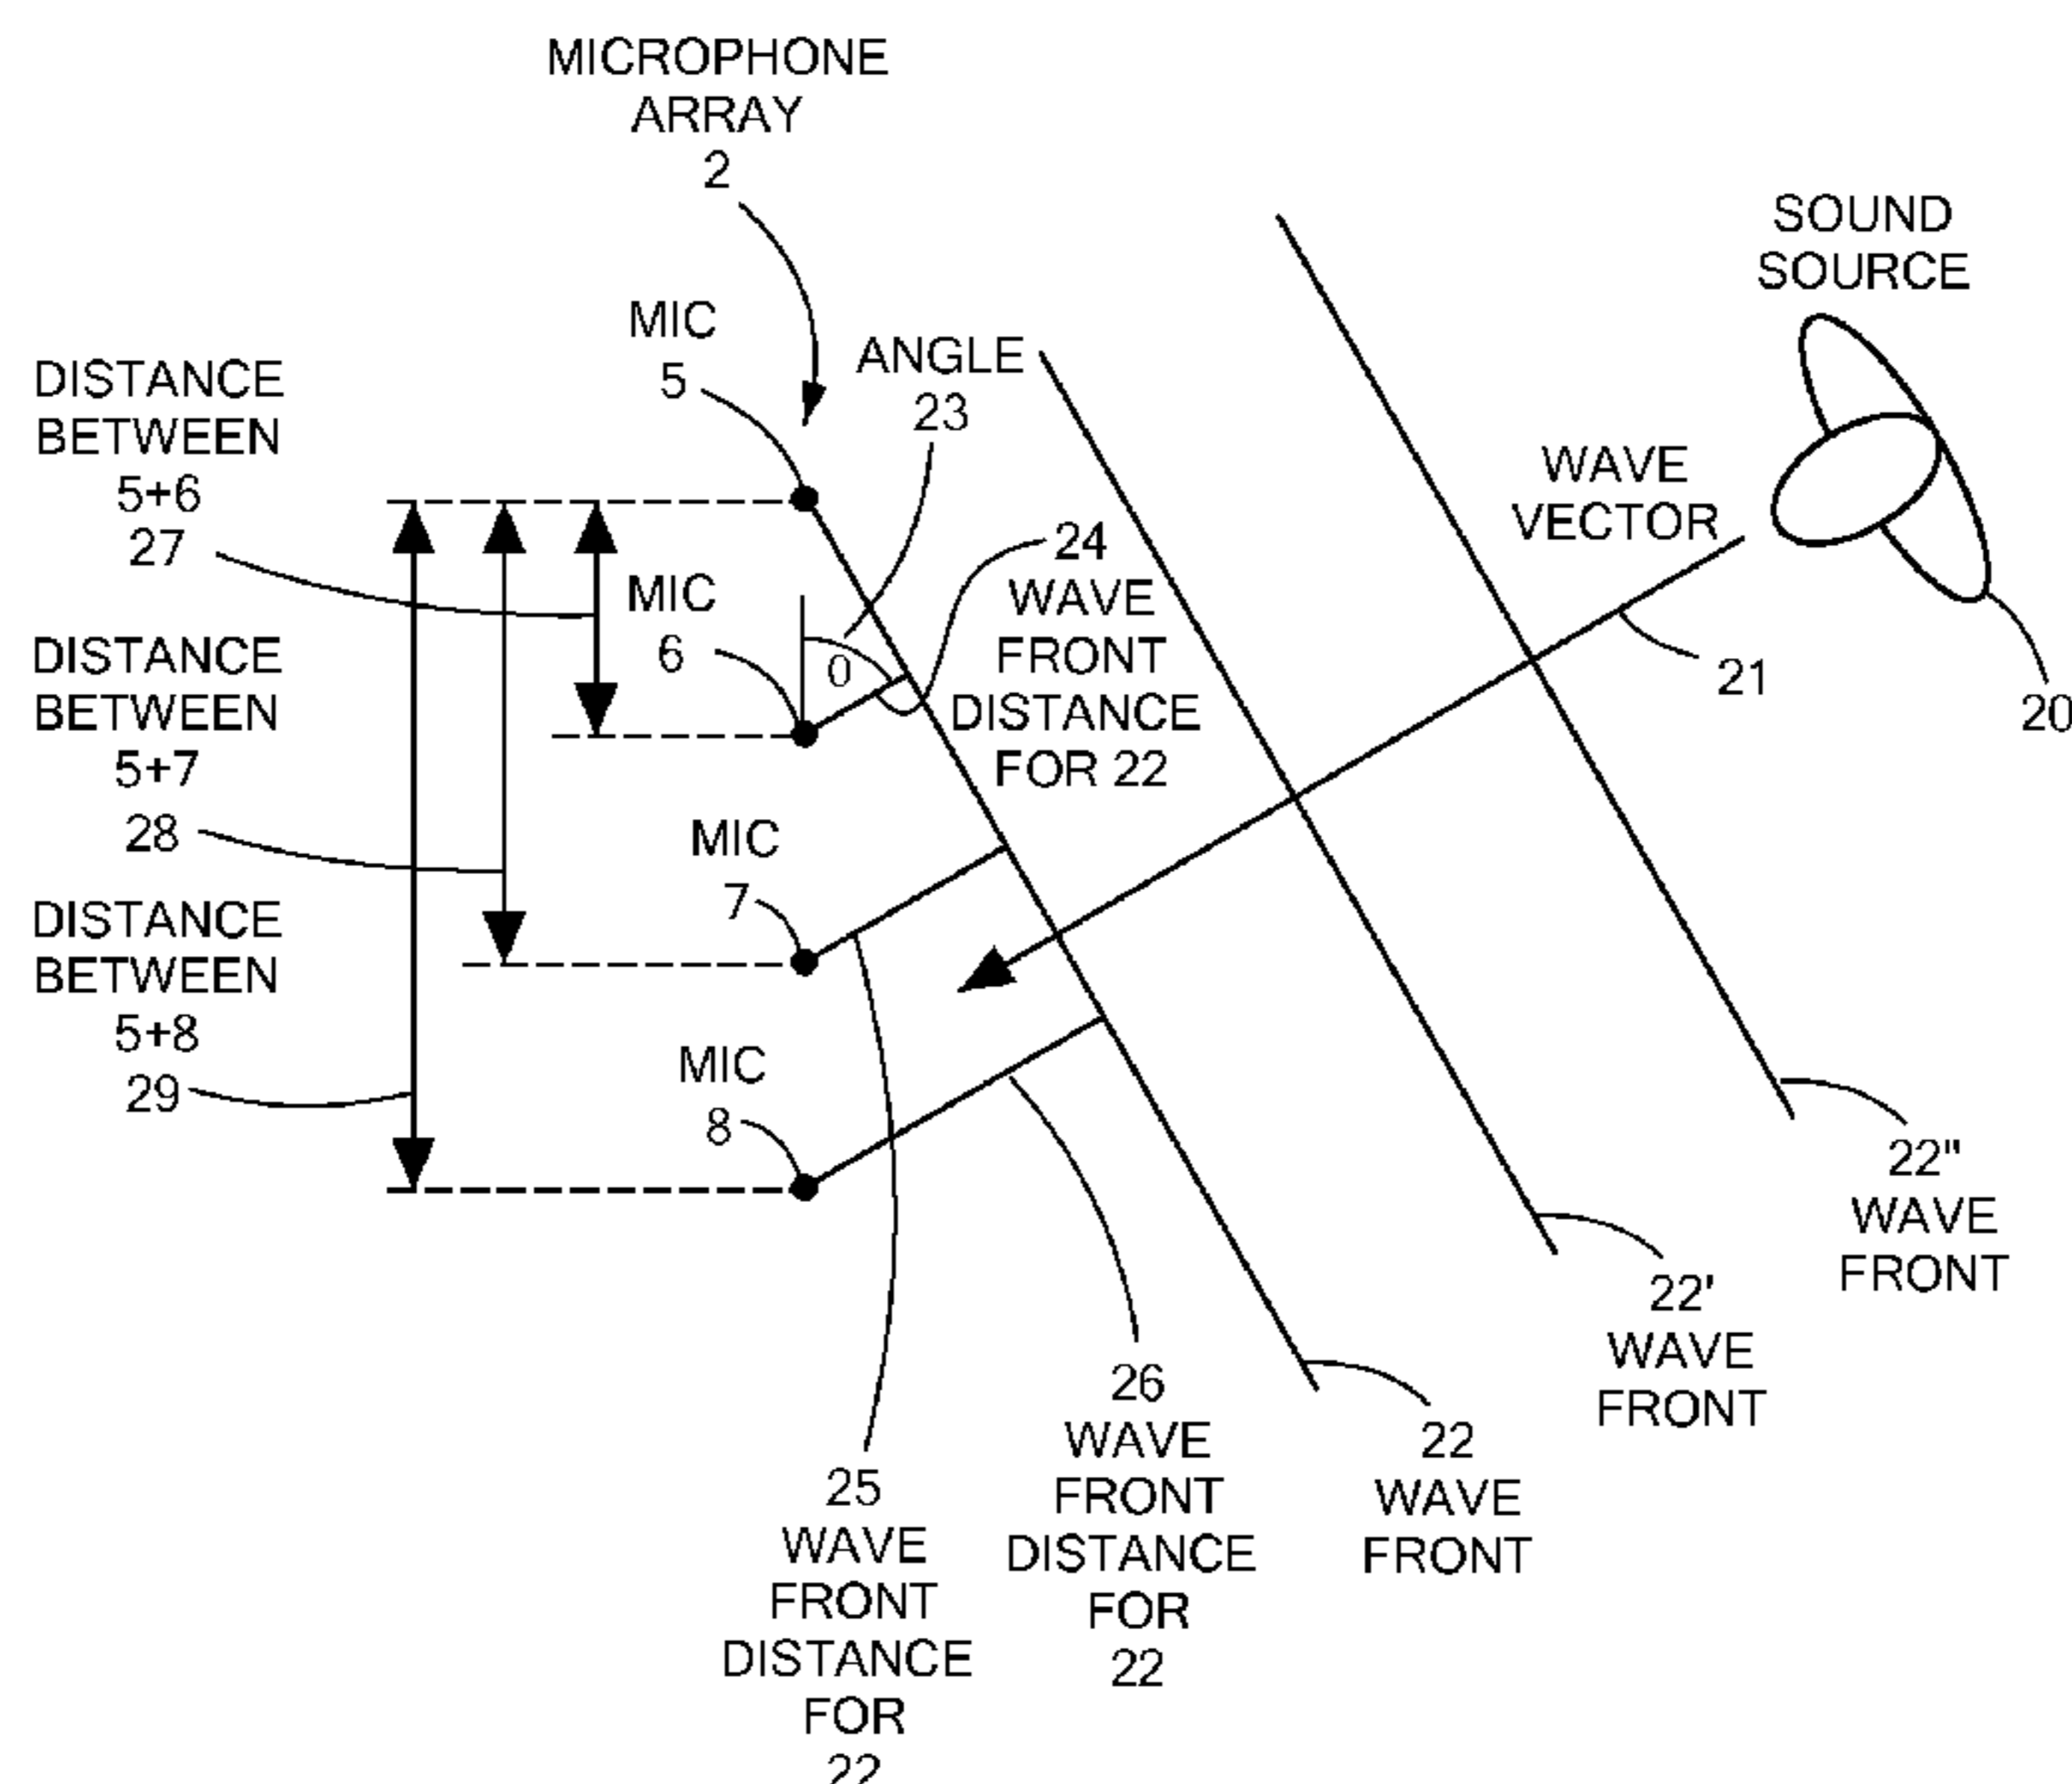 MICROPHONE
ARRAY
2
SOUND
SOURCE
MIC
5
ANGLE
23
DISTANCE
BETWEEN
5+6
27
WAVE
VECTOR
24
WAVE
FRONT
DISTANCE
FOR 22
MIC
6
0
21
20
DISTANCE
BETWEEN
5+7
28
MIC
7
DISTANCE
BETWEEN
5+8
29
MIC
8
22"
WAVE
FRONT
22'
WAVE
FRONT
22
WAVE
FRONT
26
WAVE
FRONT
DISTANCE
FOR
22
25
WAVE
FRONT
DISTANCE
FOR
22